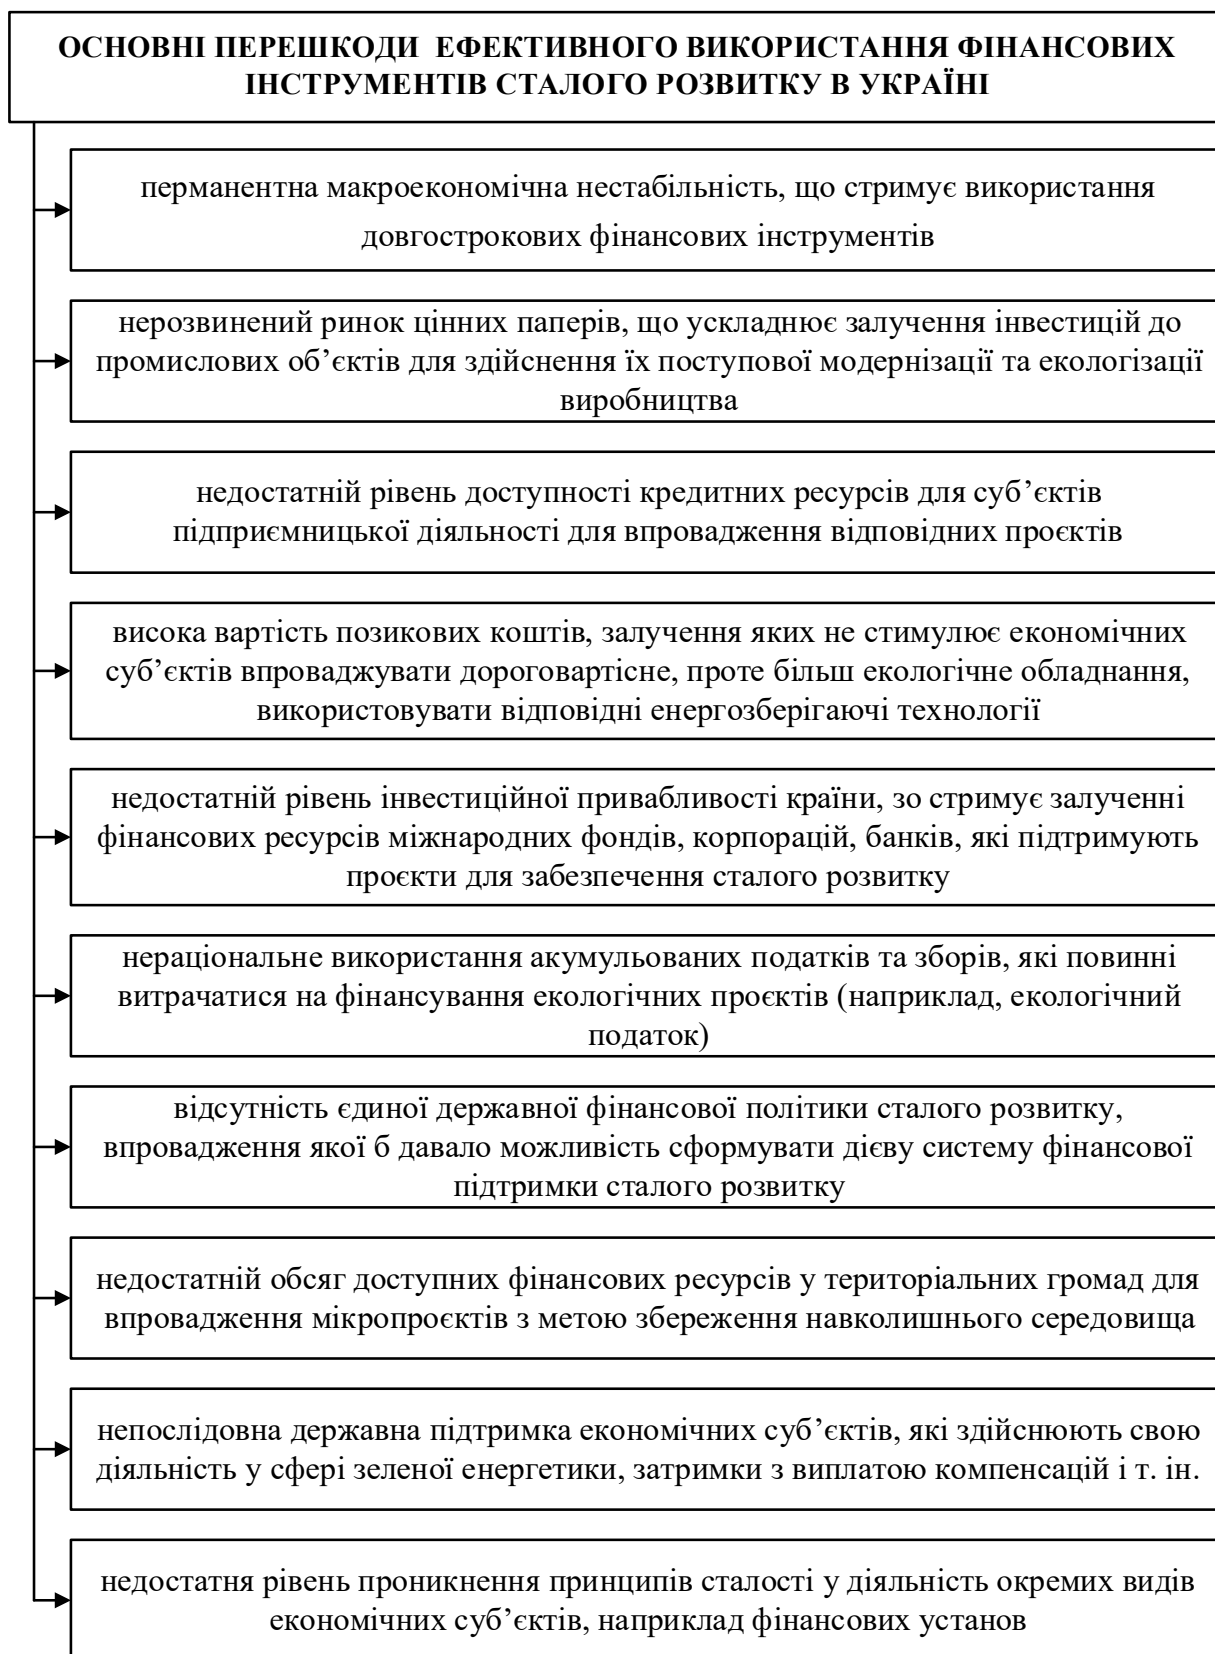 ОСНОВНІ ПЕРЕШКОДИ ЕФЕКТИВНОГО ВИКОРИСТАННЯ ФІНАНСОВИХ
ІНСТРУМЕНТІВ СТАЛОГО РОЗВИТКУ В УКРАЇНІ
перманентна макроекономічна нестабільність, що стримує використання
довгострокових фінансових інструментів
нерозвинений ринок цінних паперів, що ускладнює залучення інвестицій до
промислових об’єктів для здійснення їх поступової модернізації та екологізації
виробництва
недостатній рівень доступності кредитних ресурсів для суб’єктів
підприємницької діяльності для впровадження відповідних проєктів
висока вартість позикових коштів, залучення яких не стимулює економічних
суб’єктів впроваджувати дороговартісне, проте більш екологічне обладнання,
використовувати відповідні енергозберігаючі технології
недостатній рівень інвестиційної привабливості країни, зо стримує залученні
фінансових ресурсів міжнародних фондів, корпорацій, банків, які підтримують
проєкти для забезпечення сталого розвитку
нераціональне використання акумульованих податків та зборів, які повинні
витрачатися на фінансування екологічних проєктів (наприклад, екологічний
податок)
відсутність єдиної державної фінансової політики сталого розвитку,
впровадження якої б давало можливість сформувати дієву систему фінансової
підтримки сталого розвитку
недостатній обсяг доступних фінансових ресурсів у територіальних громад для
впровадження мікропроєктів з метою збереження навколишнього середовища
непослідовна державна підтримка економічних суб’єктів, які здійснюють свою
діяльність у сфері зеленої енергетики, затримки з виплатою компенсацій і т. ін.
недостатня рівень проникнення принципів сталості у діяльність окремих видів
економічних суб’єктів, наприклад фінансових установ